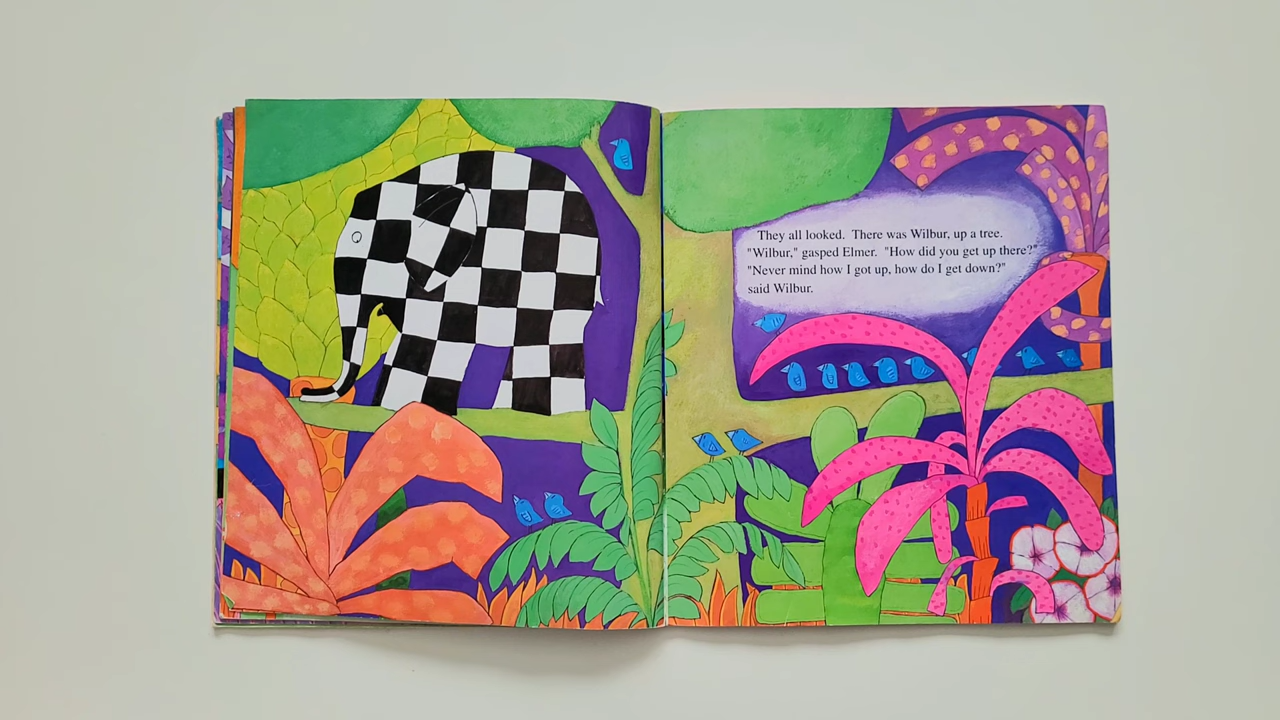 They all looked. There was Wilbur, up a tree.
"Wilbur," gasped Elmer. "How did you get up there?"
"Never mind how I got up, how do I get down?"
said Wilbur.